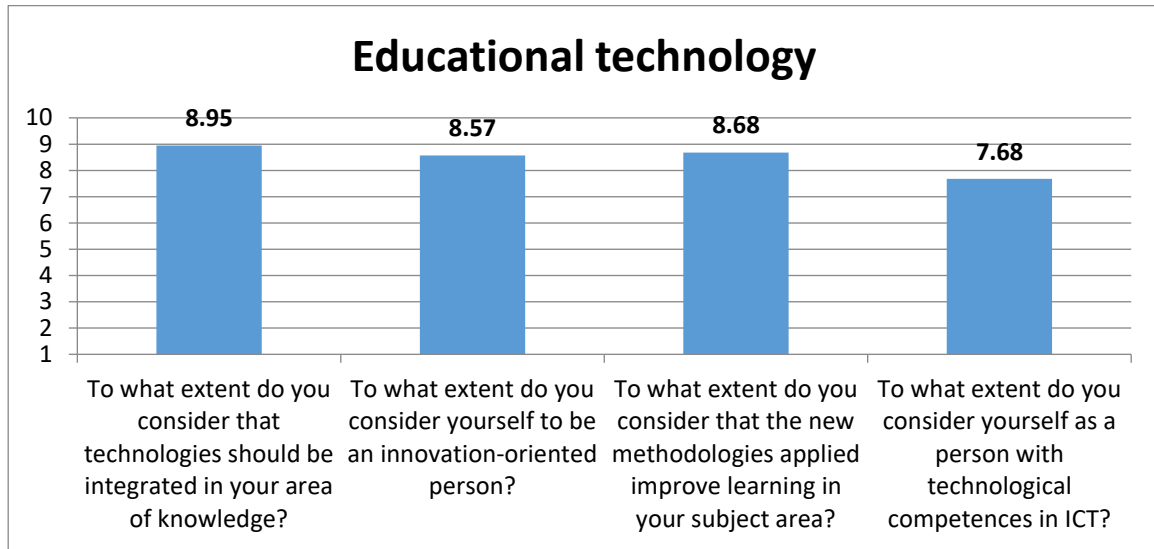 Educational technology
10
9
8
7
6
5
4
3
2
1
8.95
8.57
8.68
7.68
To what extent do you
consider that
technologies should be
integrated in your area
of knowledge?
To what extent do you
consider yourself to be
an innovation-oriented
person?
To what extent do you
consider that the new
methodologies applied
improve learning in
your subject area?
To what extent do you
consider yourself as a
person with
technological
competences in ICT?